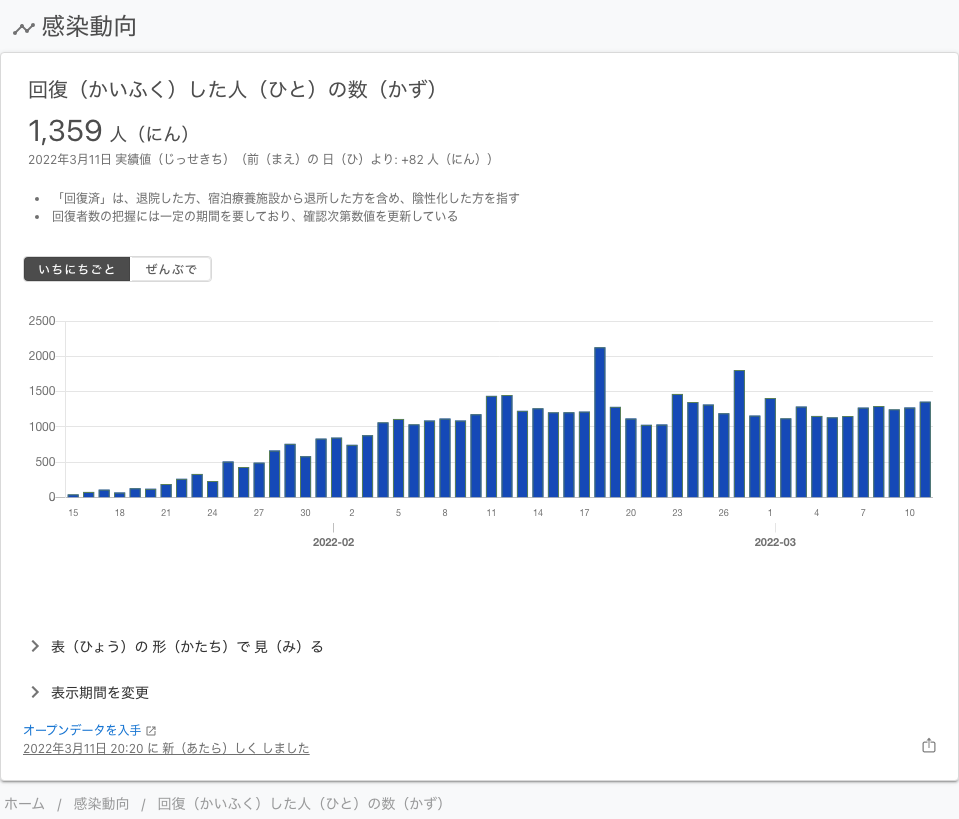 感染動向
回復（かいふく）した人（ひと）の数（かず）
1,359 人（にん）
2022年3月11日 実績値（じっせきち）（前（まえ）の 日（ひ）より: +82 人（にん））
• 「回復済」は、退院した方、宿泊療養施設から退所した方を含め、陰性化した方を指す
• 回復者数の把握には一定の期間を要しており、確認次第数値を更新している
いちにちごと ぜんぶで
2500
2000
1500
1000
500
0
15 18 21 24 27 30 2 5 8 11 14 17 20 23 26 1 4 7 10
2022-02 2022-03
表（ひょう）の 形（かたち）で 見（み）る
表示期間を変更
オープンデータを入手
2022年3月11日 20:20 に 新（あたら）しく しました
ホーム / 感染動向 / 回復（かいふく）した人（ひと）の数（かず）